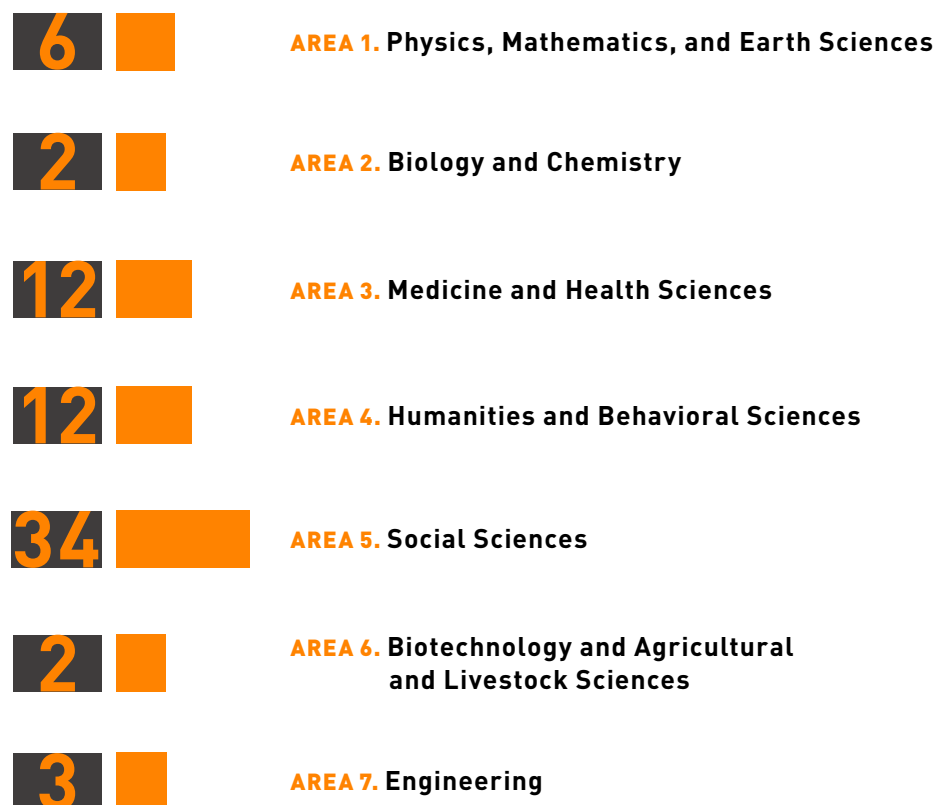 6 AREA 1. Physics, Mathematics, and Earth Sciences
2 AREA 2. Biology and Chemistry
12 AREA 3. Medicine and Health Sciences
12 AREA 4. Humanities and Behavioral Sciences
34 AREA 5. Social Sciences
2 AREA 6. Biotechnology and Agricultural
and Livestock Sciences
3 AREA 7. Engineering